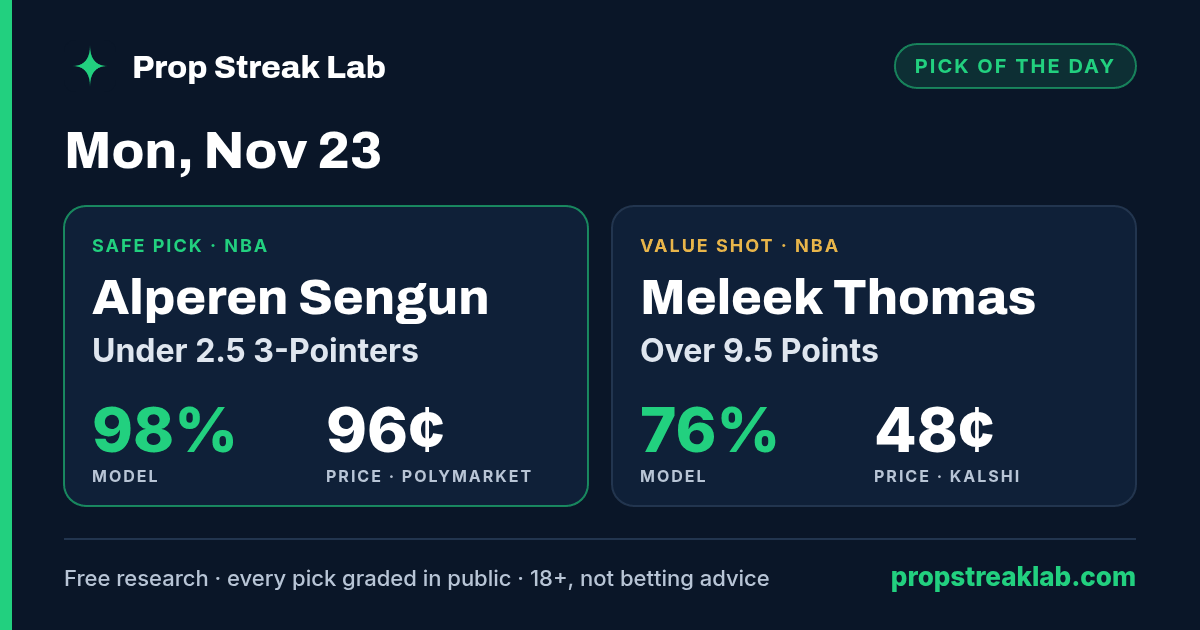 Prop Streak Lab
PICK OF THE DAY
Mon, Nov 23
SAFE PICK · NBA
Alperen Sengun
Under 2.5 3-Pointers
98%
96¢
MODEL
PRICE · POLYMARKET
VALUE SHOT · NBA
Meleek Thomas
Over 9.5 Points
76%
48¢
MODEL
PRICE · KALSHI
Free research · every pick graded in public · 18+, not betting advice
propstreaklab.com